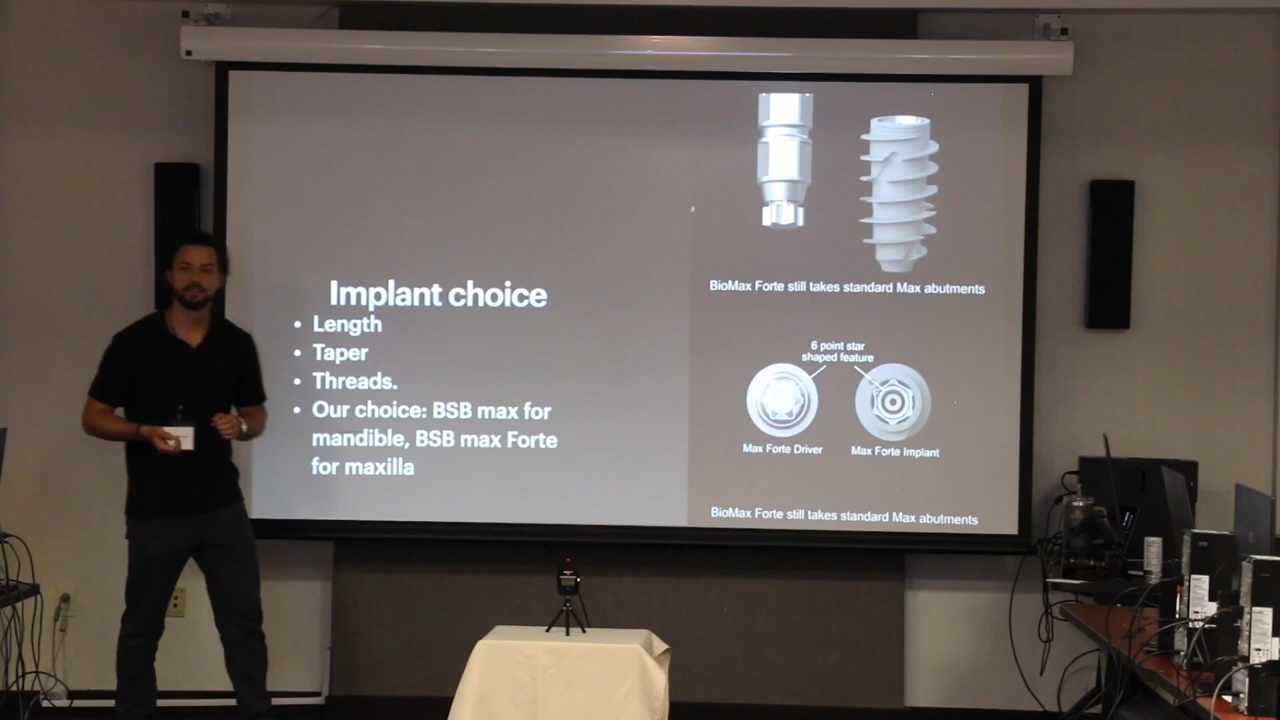 Implant choice
• Length
• Taper
• Threads.
• Our choice: BSB max for
mandible, BSB max Forte
for maxilla
BioMax Forte still takes standard Max abutments
6 point star
shaped feature
Max Forte Driver
Max Forte Implant
BioMax Forte still takes standard Max abutments